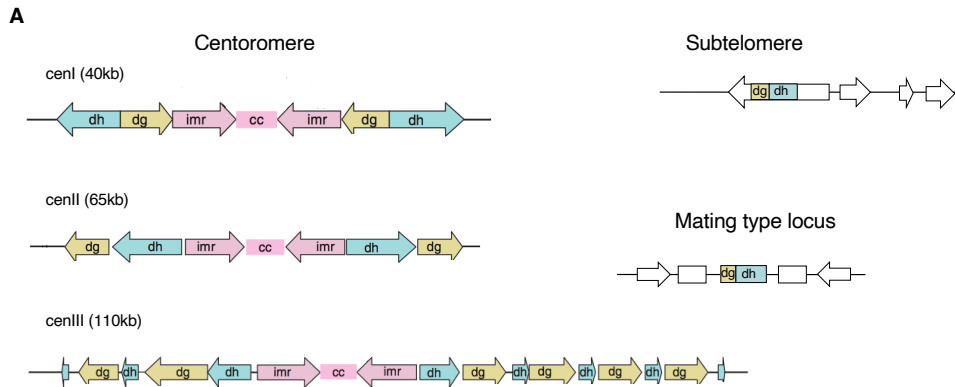 A
Centoromere
cenI (40kb)
dh dg imr cc imr dg dh
cenII (65kb)
dg dh imr cc imr dh dg
cenIII (110kb)
dg dh dg dh imr cc imr dh dg dh dg dh dg dh dg
Subtelomere
dg dh
Mating type locus
dg dh